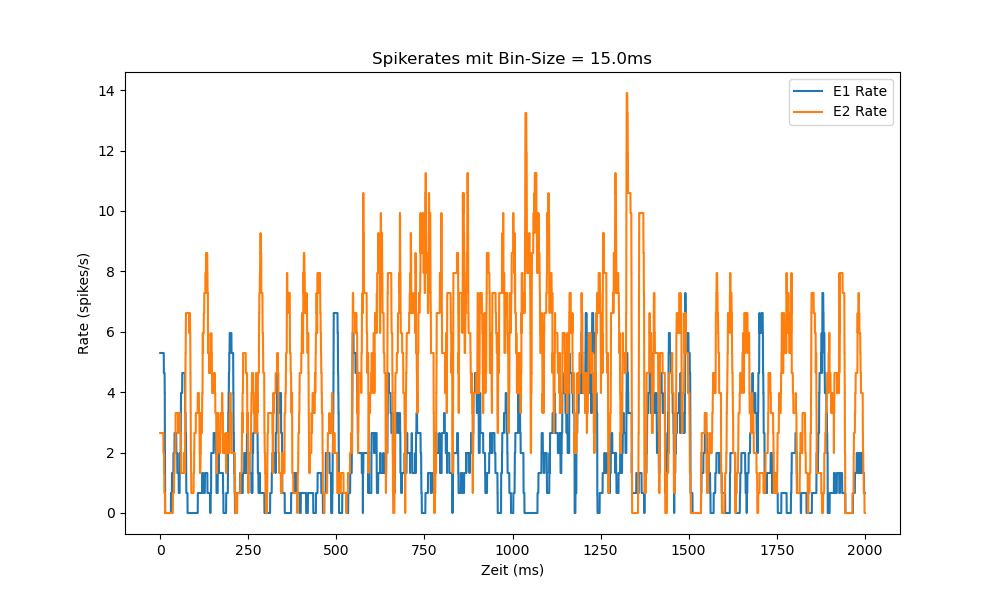 Spikerates mit Bin-Size = 15.0ms
E1 Rate
E2 Rate
Rate (spikes/s)
14
12
10
8
6
4
2
0
0 250 500 750 1000 1250 1500 1750 2000
Zeit (ms)